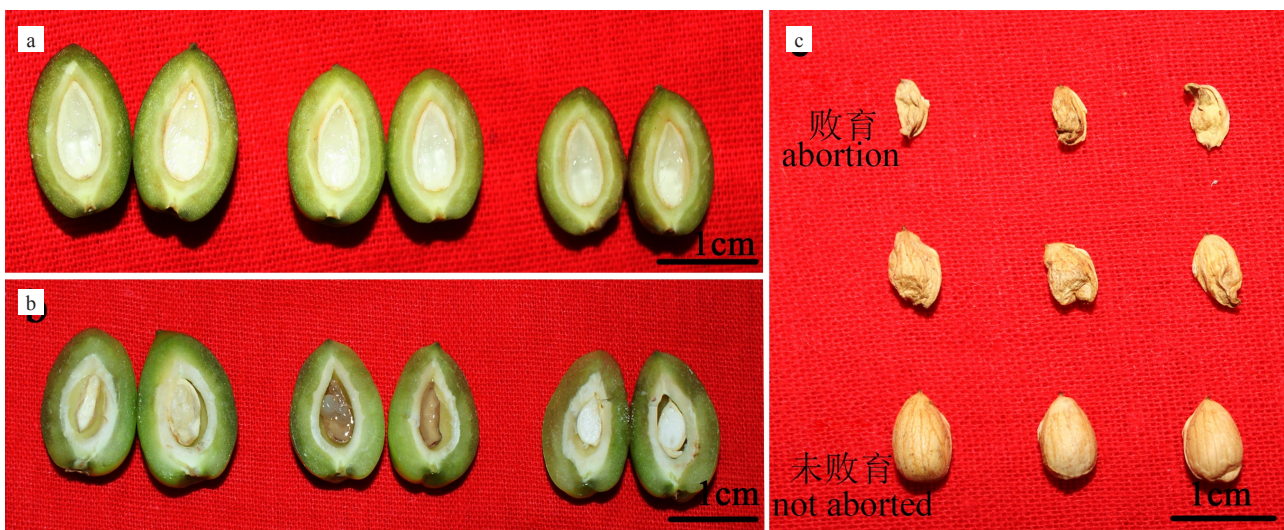 a
1cm
b
1cm
c
败育
abortion
未败育
not aborted
1cm